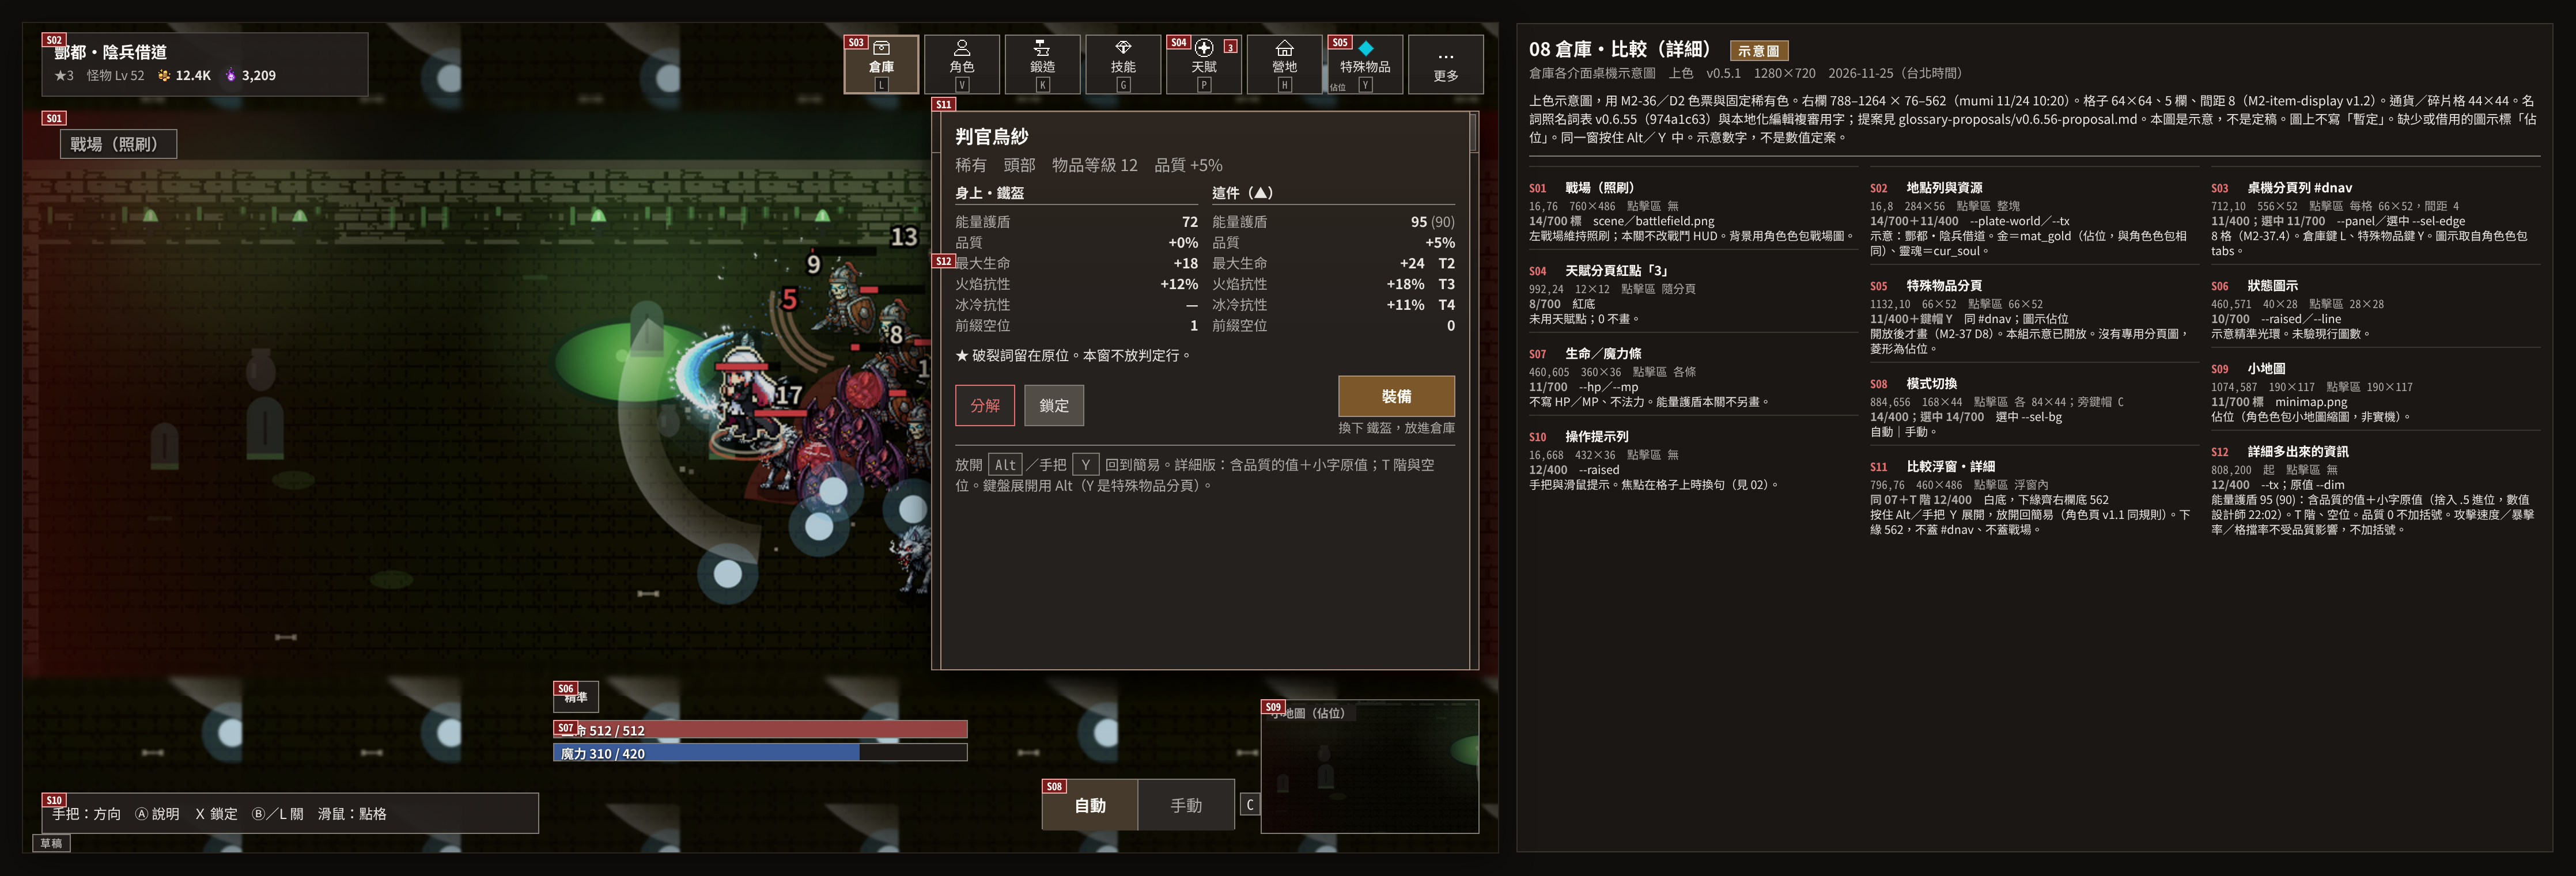 S02
酆都・陰兵借道
★3 怪物 Lv 52 12.4K 3,209
S01
戰場（照刷）
S03
倉庫
L
角色
V
鍛造
K
技能
G
S04
3
天賦
P
營地
H
S05
特殊物品
佔位 Y
…
更多
S11
判官烏紗
稀有 頭部 物品等級 12 品質 +5%
身上・鐵盔 這件（▲）
能量護盾 72 能量護盾 95 (90)
品質 +0% 品質 +5%
S12
最大生命 +18 最大生命 +24 T2
火焰抗性 +12% 火焰抗性 +18% T3
冰冷抗性 — 冰冷抗性 +11% T4
前綴空位 1 前綴空位 0
★ 破裂詞留在原位。本窗不放判定行。
分解 鎖定 裝備
換下 鐵盔，放進倉庫
放開 Alt ／手把 Y 回到簡易。詳細版：含品質的值＋小字原值；T 階與空
位。鍵盤展開用 Alt（Y 是特殊物品分頁）。
13
9
5
8
1
17
S06
精準
S07
命 512 / 512
魔力 310 / 420
S08
自動 手動 C
S09
地圖（佔位）
S10
手把：方向 Ⓐ 說明 X 鎖定 Ⓑ／L 關 滑鼠：點格
草稿
08 倉庫・比較（詳細） 示意圖
倉庫各介面桌機示意圖 上色 v0.5.1 1280×720 2026-11-25（台北時間）
上色示意圖，用 M2-36／D2 色票與固定稀有色。右欄 788–1264 × 76–562（mumi 11/24 10:20）。格子 64×64、5 欄、間距 8（M2-item-display v1.2）。通貨／碎片格 44×44。名
詞照名詞表 v0.6.55（974a1c63）與本地化編輯複審用字；提案見 glossary-proposals/v0.6.56-proposal.md。本圖是示意，不是定稿。圖上不寫「暫定」。缺少或借用的圖示標「佔
位」。同一窗按住 Alt／Y 中。示意數字，不是數值定案。
S01 戰場（照刷）
16,76 760×486 點擊區 無
14/700 標 scene／battlefield.png
左戰場維持照刷；本關不改戰鬥 HUD。背景用角色色包戰場圖。
S04 天賦分頁紅點「3」
992,24 12×12 點擊區 隨分頁
8/700 紅底
未用天賦點；0 不畫。
S07 生命／魔力條
460,605 360×36 點擊區 各條
11/700 --hp／--mp
不寫 HP／MP、不法力。能量護盾本關不另畫。
S10 操作提示列
16,668 432×36 點擊區 無
12/400 --raised
手把與滑鼠提示。焦點在格子上時換句（見 02）。
S02 地點列與資源
16,8 284×56 點擊區 整塊
14/700＋11/400 --plate-world／--tx
示意：酆都・陰兵借道。金＝mat_gold（佔位，與角色色包相
同）、靈魂＝cur_soul。
S05 特殊物品分頁
1132,10 66×52 點擊區 66×52
11/400＋鍵帽 Y 同 #dnav；圖示佔位
開放後才畫（M2-37 D8）。本組示意已開放。沒有專用分頁圖，
菱形為佔位。
S08 模式切換
884,656 168×44 點擊區 各 84×44；旁鍵帽 C
14/400；選中 14/700 選中 --sel-bg
自動｜手動。
S11 比較浮窗・詳細
796,76 460×486 點擊區 浮窗內
同 07＋T 階 12/400 白底，下緣齊右欄底 562
按住 Alt／手把 Y 展開，放開回簡易（角色頁 v1.1 同規則）。下
緣 562，不蓋 #dnav、不蓋戰場。
S03 桌機分頁列 #dnav
712,10 556×52 點擊區 每格 66×52，間距 4
11/400；選中 11/700 --panel／選中 --sel-edge
8 格（M2-37.4）。倉庫鍵 L、特殊物品鍵 Y。圖示取自角色色包
tabs。
S06 狀態圖示
460,571 40×28 點擊區 28×28
10/700 --raised／--line
示意精準光環。未驗現行圖數。
S09 小地圖
1074,587 190×117 點擊區 190×117
11/700 標 minimap.png
佔位（角色色包小地圖縮圖，非實機）。
S12 詳細多出來的資訊
808,200 起 點擊區 無
12/400 --tx；原值 --dim
能量護盾 95 (90)：含品質的值＋小字原值（捨入 .5 進位，數值
設計師 22:02）。T 階、空位。品質 0 不加括號。攻擊速度／暴擊
率／格擋率不受品質影響，不加括號。